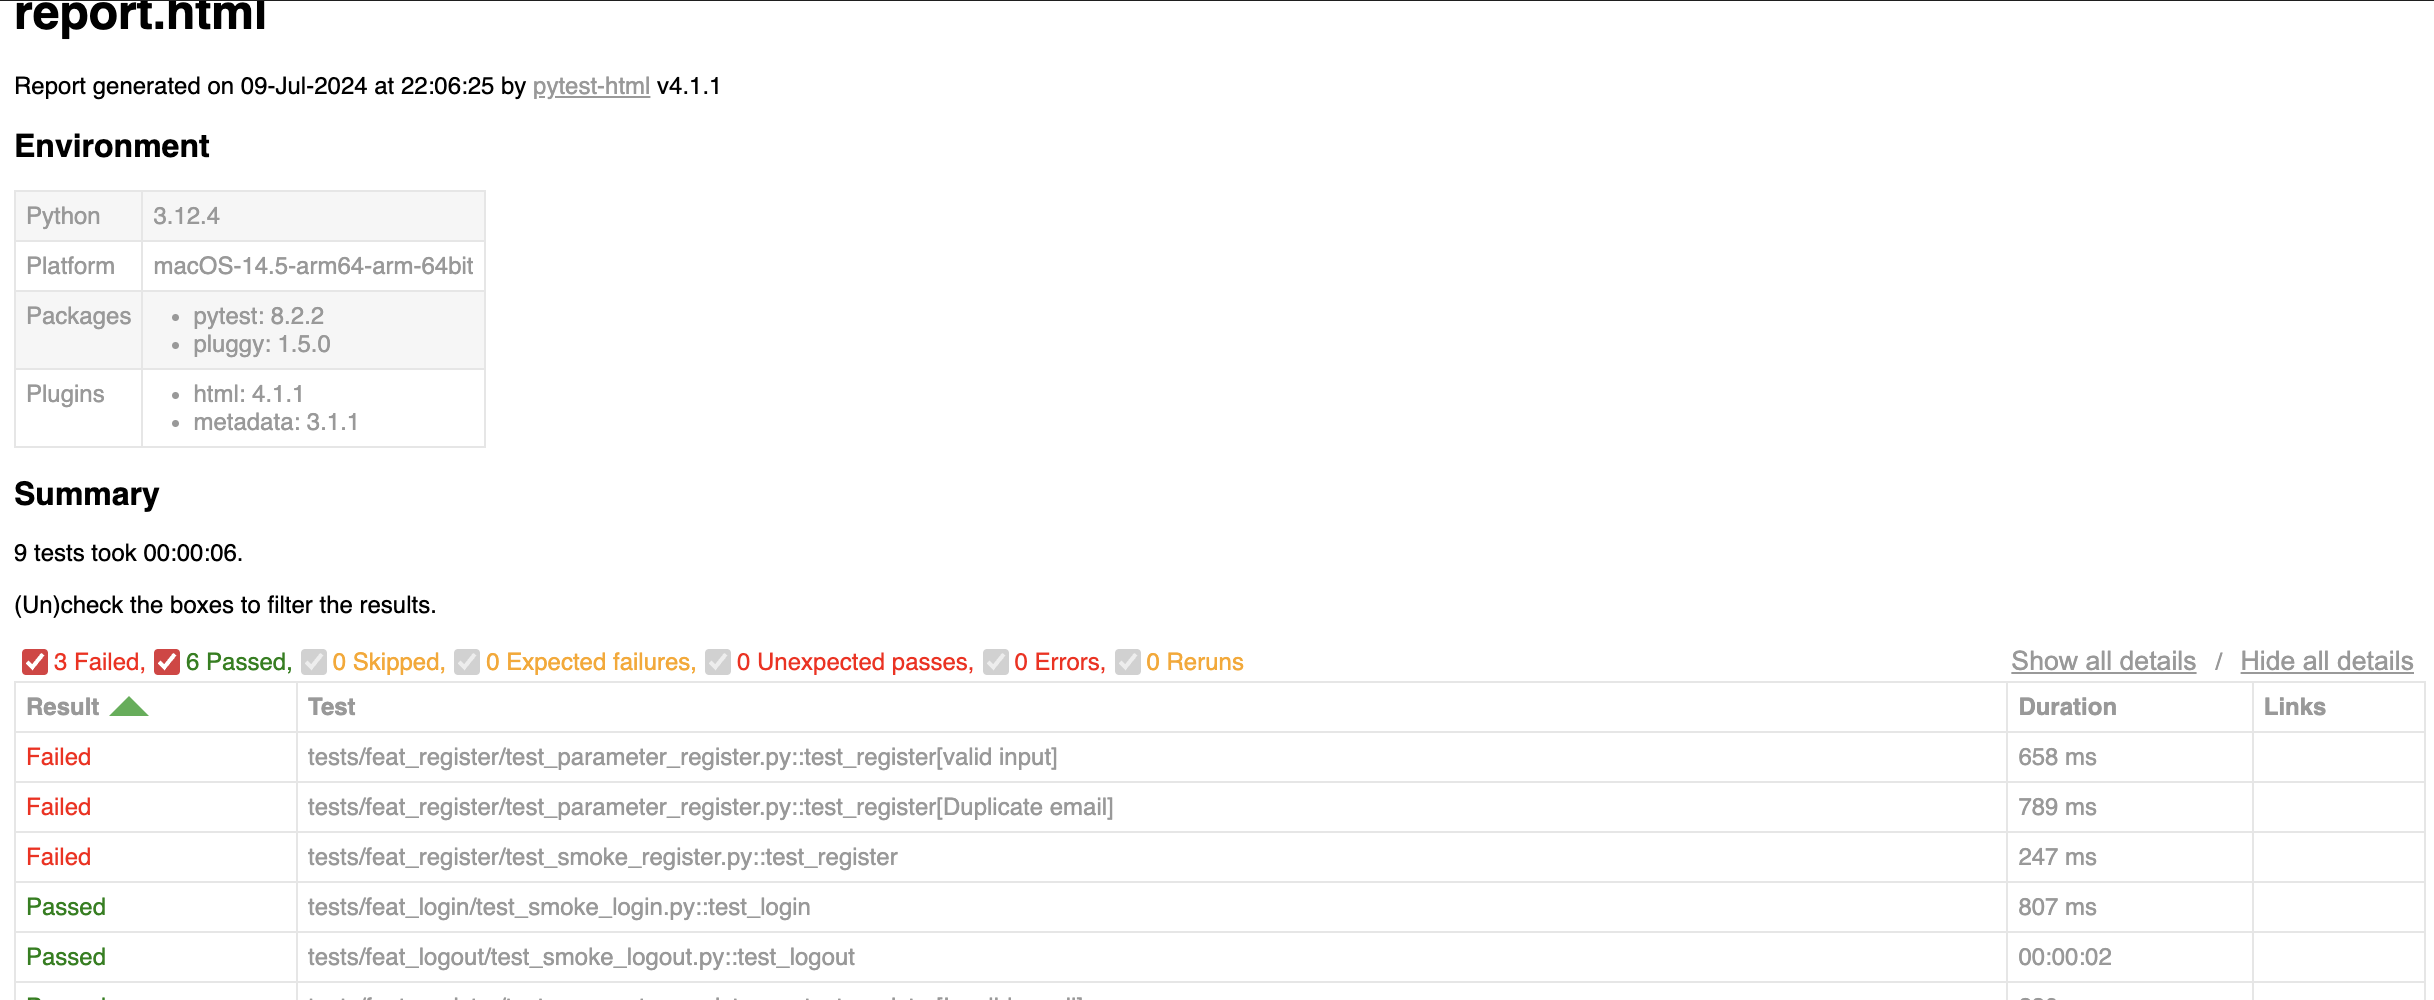 report.html
Report generated on 09-Jul-2024 at 22:06:25 by pytest-html v4.1.1
Environment
Python 3.12.4
Platform macOS-14.5-arm64-arm-64bit
Packages • pytest: 8.2.2
• pluggy: 1.5.0
Plugins • html: 4.1.1
• metadata: 3.1.1
Summary
9 tests took 00:00:06.
(Un)check the boxes to filter the results.
3 Failed, 6 Passed, 0 Skipped, 0 Expected failures, 0 Unexpected passes, 0 Errors, 0 Reruns Show all details / Hide all details
Result Test Duration Links
Failed tests/feat_register/test_parameter_register.py::test_register[valid input] 658 ms
Failed tests/feat_register/test_parameter_register.py::test_register[Duplicate email] 789 ms
Failed tests/feat_register/test_smoke_register.py::test_register 247 ms
Passed tests/feat_login/test_smoke_login.py::test_login 807 ms
Passed tests/feat_logout/test_smoke_logout.py::test_logout 00:00:02